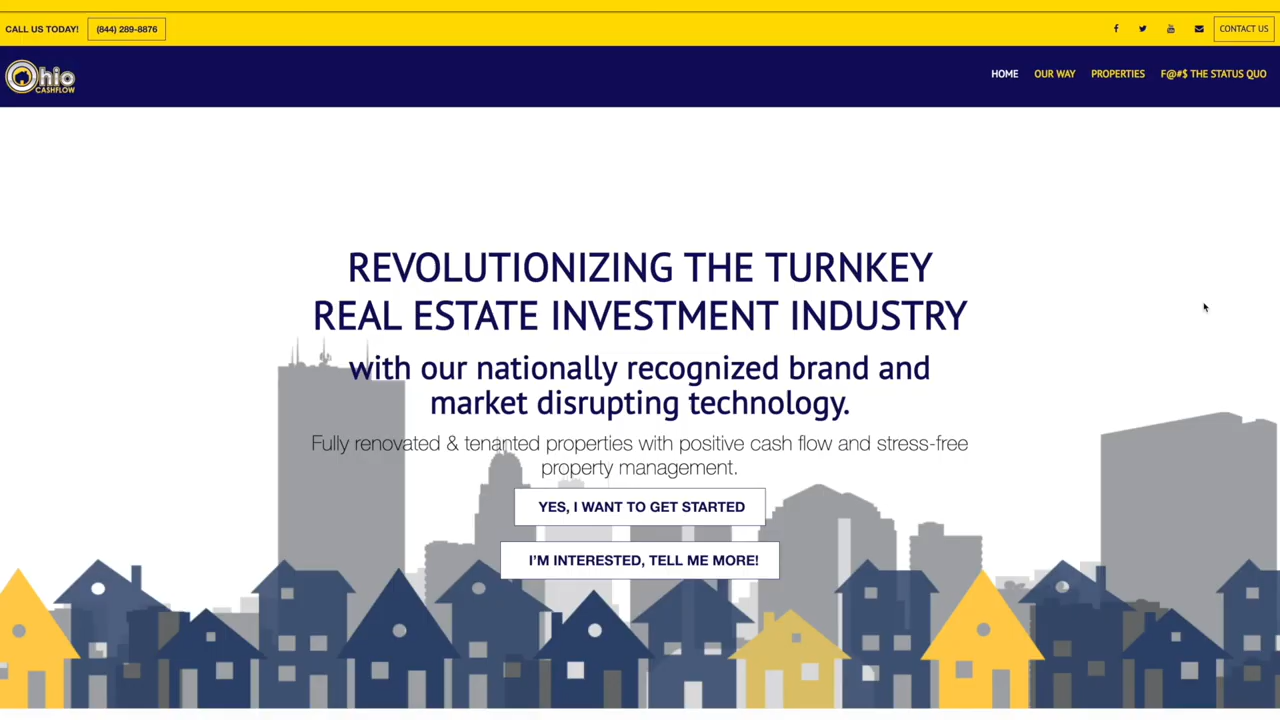 CALL US TODAY! (844) 289-8876 CONTACT US
Ohio
CASHFLOW
HOME OUR WAY PROPERTIES F@#$ THE STATUS QUO
REVOLUTIONIZING THE TURNKEY
REAL ESTATE INVESTMENT INDUSTRY
with our nationally recognized brand and
market disrupting technology.
Fully renovated & tenanted properties with positive cash flow and stress-free
property management.
YES, I WANT TO GET STARTED
I'M INTERESTED, TELL ME MORE!